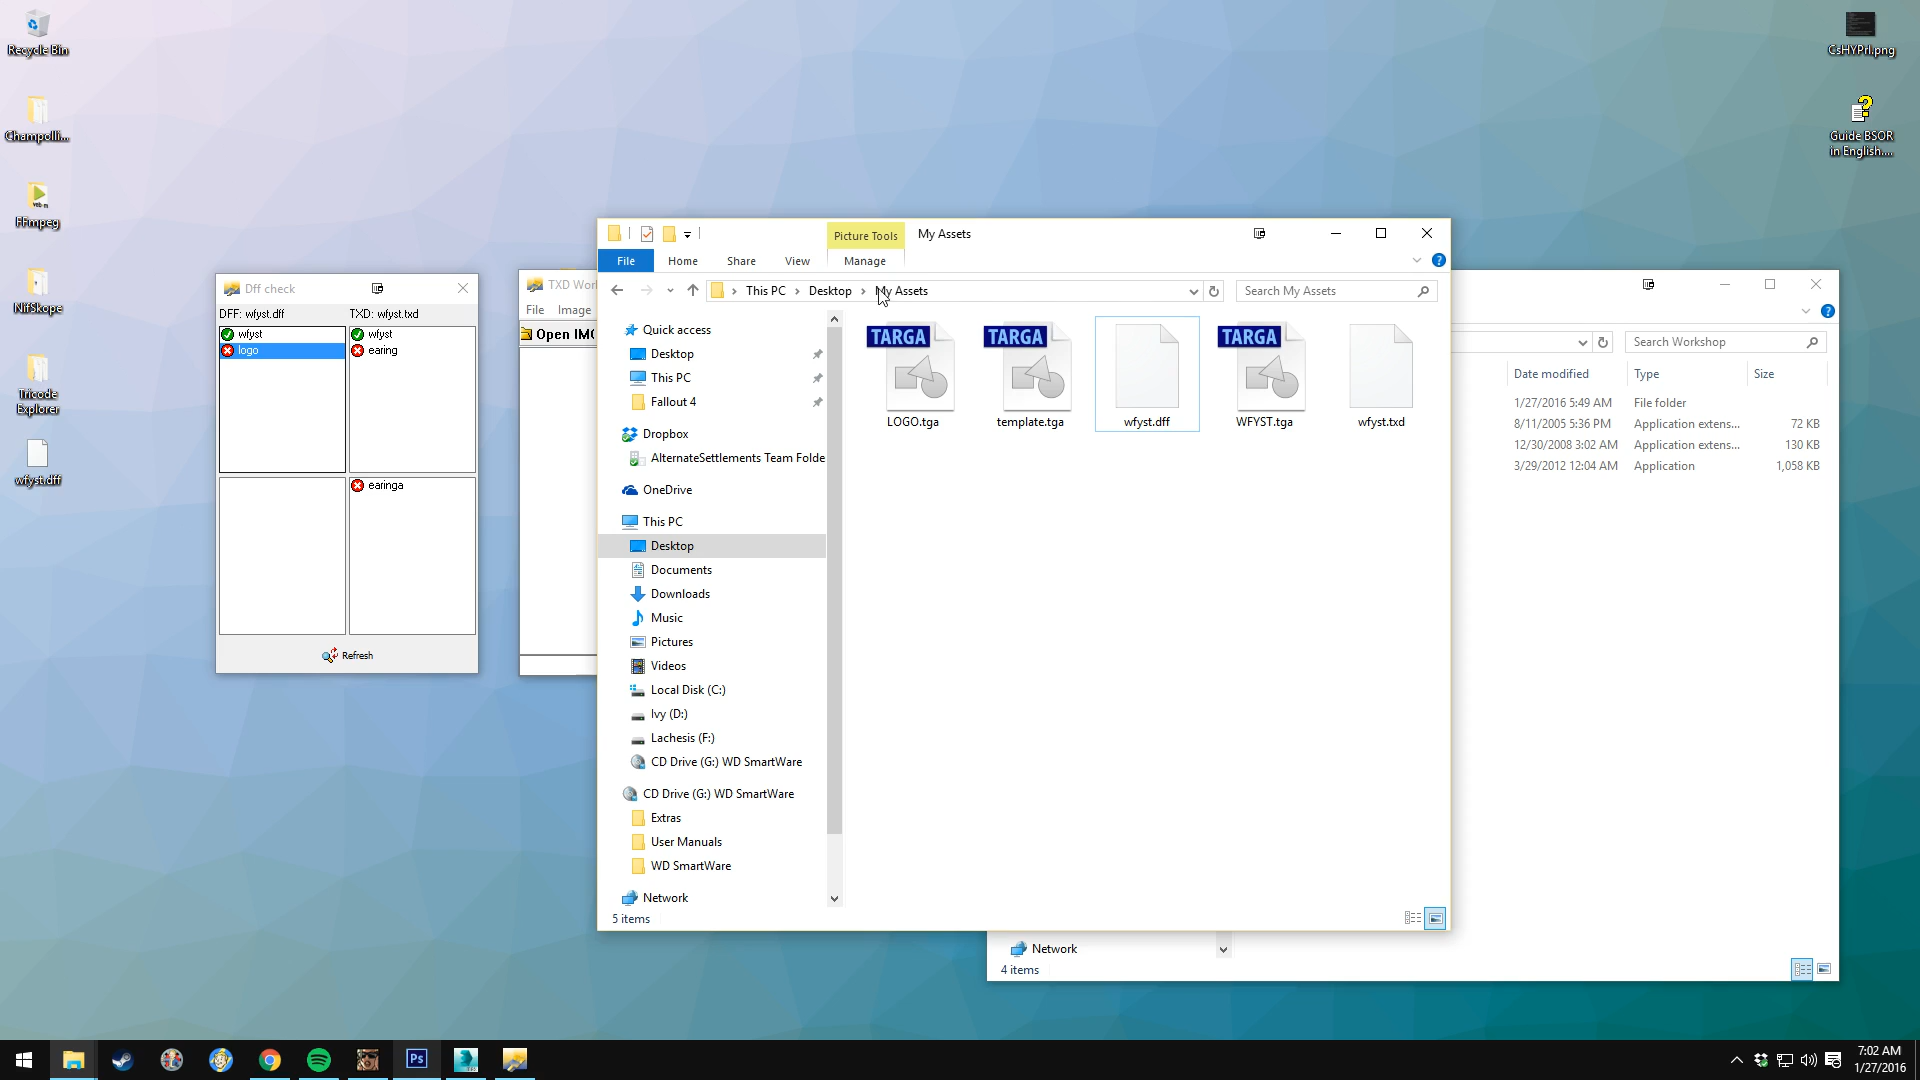 Recycle Bin
Champolli...
FFmpeg
NifSkope
Tricode
Explorer
wfyst.dff
CsHYPrI.png
Guide BSOR
in English....
Dff check
DFF: wfyst.dff
TXD: wfyst.txd
wfyst
logo
wfyst
earing
earinga
Refresh
TXD Wor
File
Image
Open IMG
Picture Tools
My Assets
File
Home
Share
View
Manage
This PC
Desktop
My Assets
Search My Assets
Quick access
Desktop
This PC
Fallout 4
Dropbox
AlternateSettlements Team Folde
OneDrive
This PC
Desktop
Documents
Downloads
Music
Pictures
Videos
Local Disk (C:)
Ivy (D:)
Lachesis (F:)
CD Drive (G:) WD SmartWare
CD Drive (G:) WD SmartWare
Extras
User Manuals
WD SmartWare
Network
5 items
TARGA
LOGO.tga
TARGA
template.tga
wfyst.dff
TARGA
WFYST.tga
wfyst.txd
Search Workshop
Date modified
Type
Size
1/27/2016 5:49 AM
File folder
8/11/2005 5:36 PM
Application extens...
72 KB
12/30/2008 3:02 AM
Application extens...
130 KB
3/29/2012 12:04 AM
Application
1,058 KB
Network
4 items
Ps
7:02 AM
1/27/2016